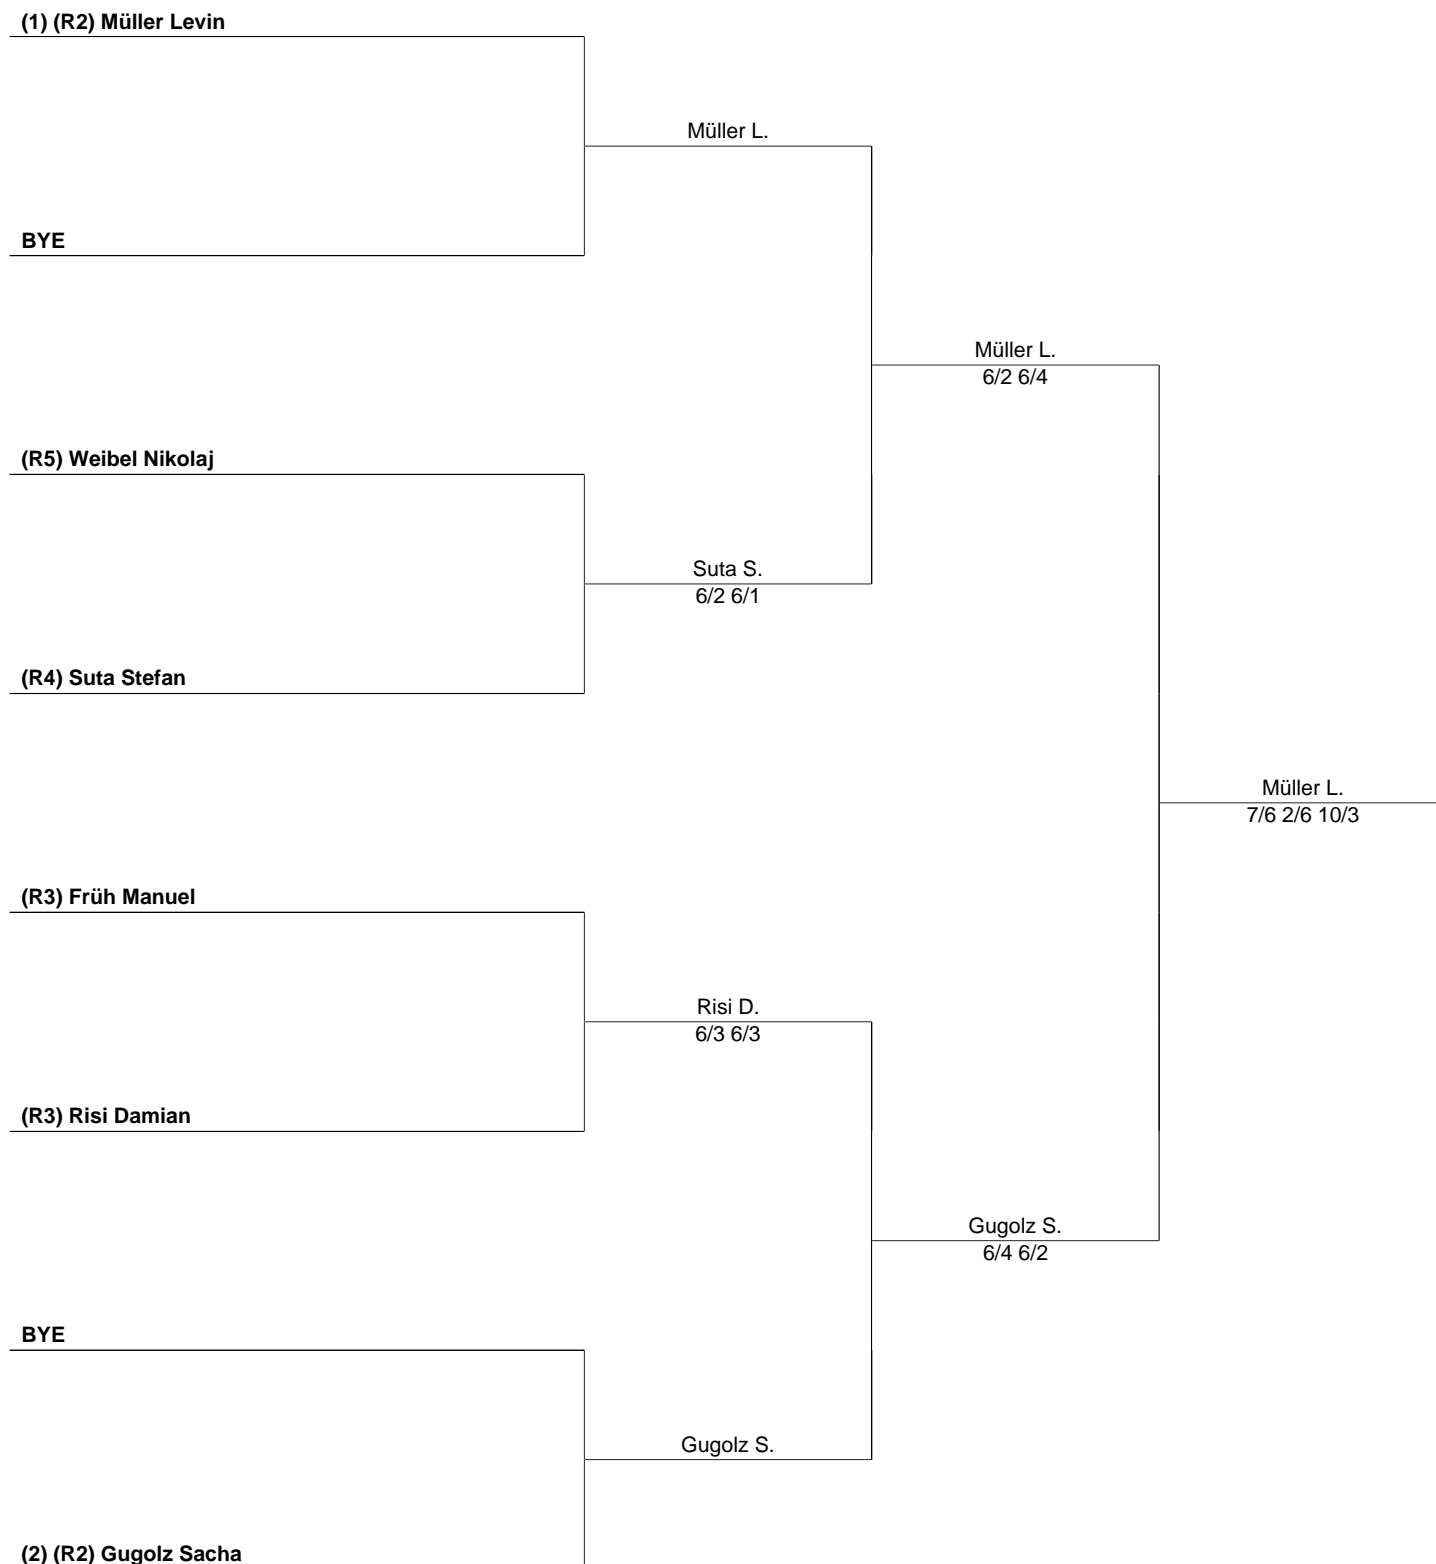 (1) (R2) Müller Levin
Müller L.
BYE
Müller L.
6/2 6/4
(R5) Weibel Nikolaj
Suta S.
6/2 6/1
(R4) Suta Stefan
Müller L.
7/6 2/6 10/3
(R3) Früh Manuel
Risi D.
6/3 6/3
(R3) Risi Damian
Gugolz S.
6/4 6/2
BYE
Gugolz S.
(2) (R2) Gugolz Sacha